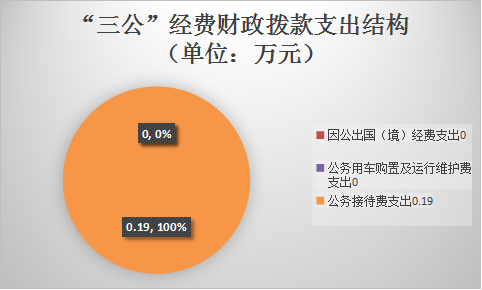 “三公”经费财政拨款支出结构
（单位：万元）
0, 0%
0.19, 100%
因公出国（境）经费支出0
公务用车购置及运行维护费
支出0
公务接待费支出0.19